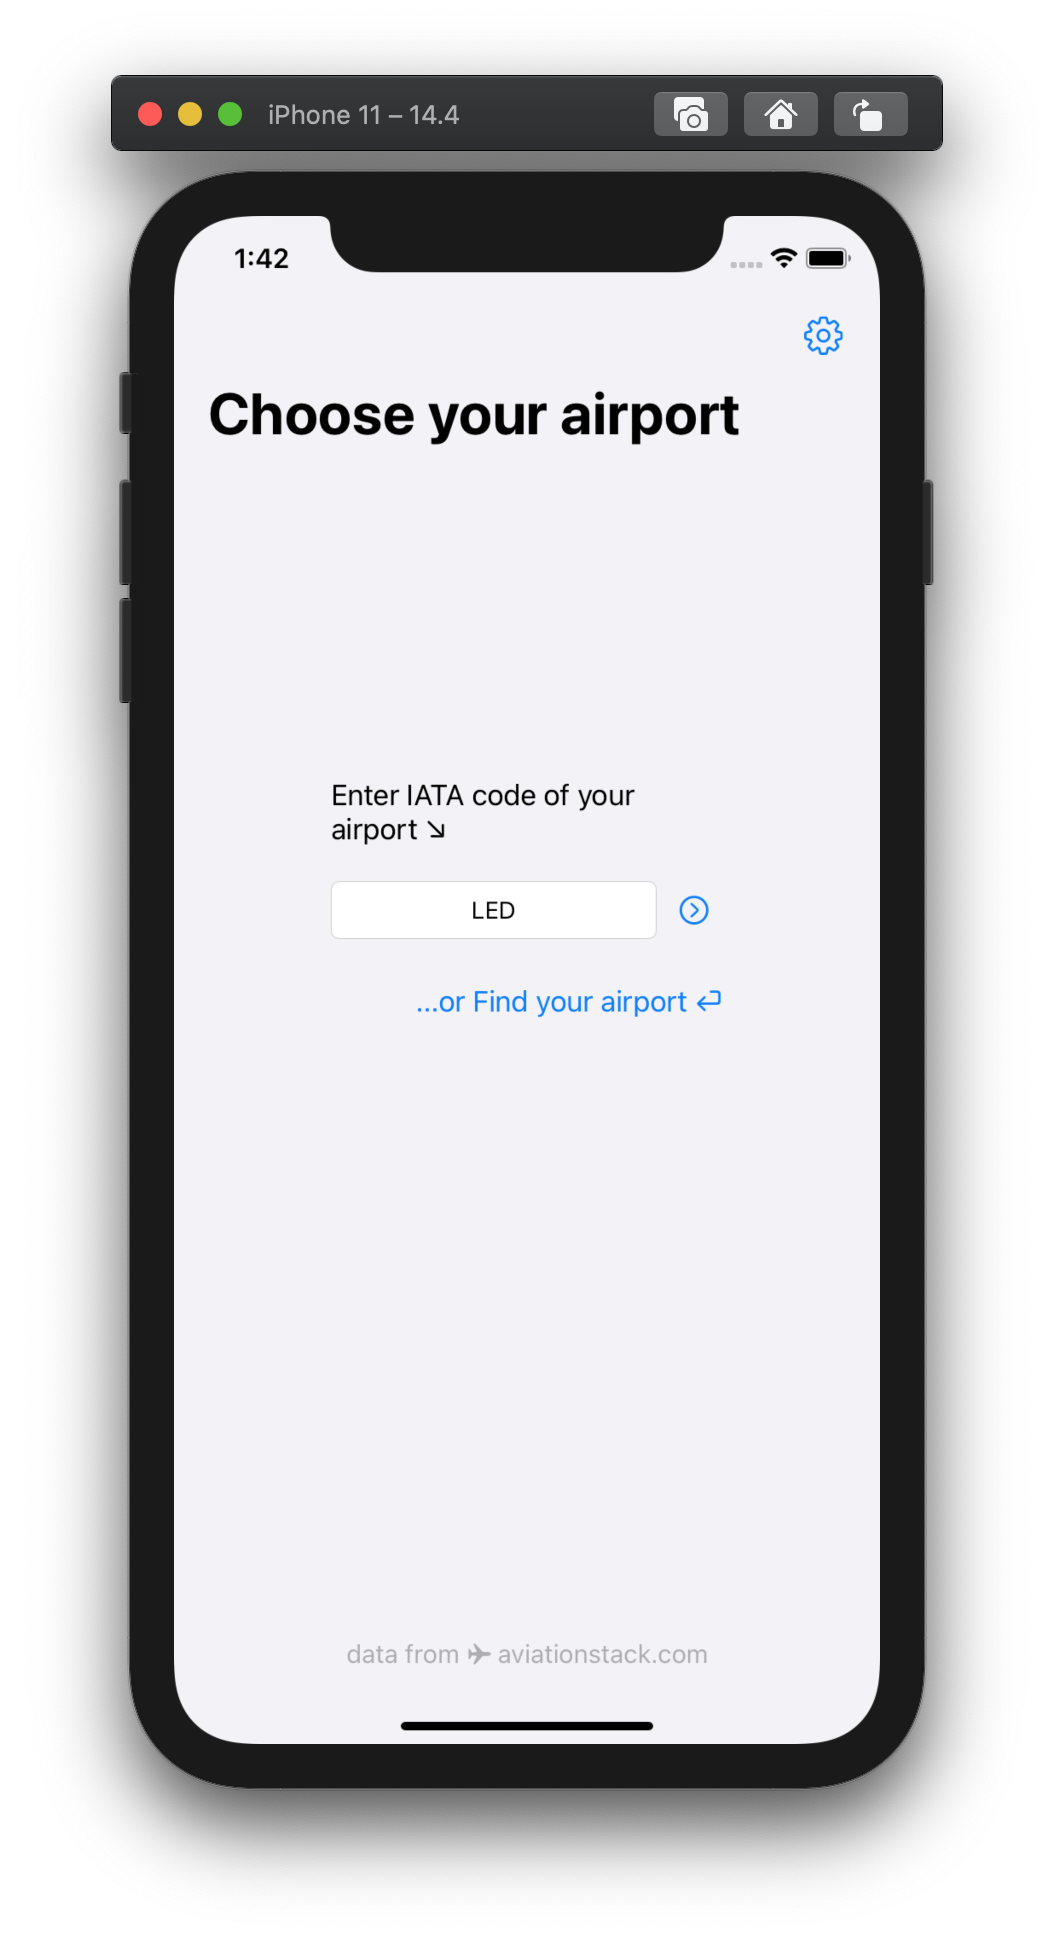 iPhone 11 – 14.4
1:42
Choose your airport
Enter IATA code of your
airport ↘
LED
...or Find your airport ↩
data from ✈ aviationstack.com